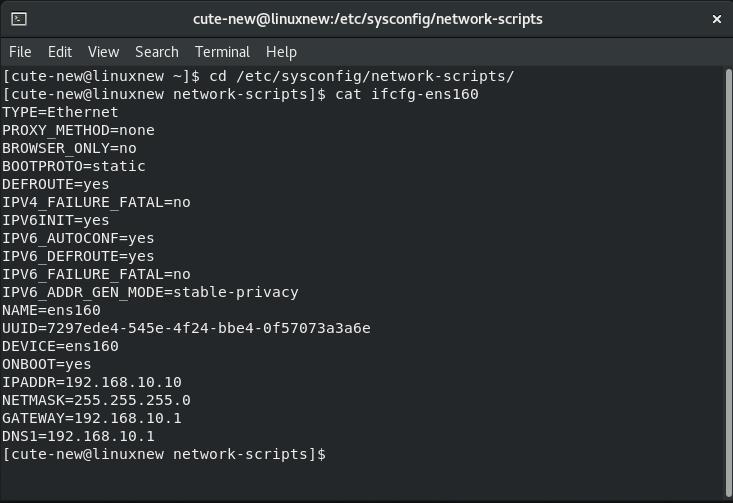 cute-new@linuxnew:/etc/sysconfig/network-scripts
File Edit View Search Terminal Help
[cute-new@linuxnew ~]$ cd /etc/sysconfig/network-scripts/
[cute-new@linuxnew network-scripts]$ cat ifcfg-ens160
TYPE=Ethernet
PROXY_METHOD=none
BROWSER_ONLY=no
BOOTPROTO=static
DEFROUTE=yes
IPV4_FAILURE_FATAL=no
IPV6INIT=yes
IPV6_AUTOCONF=yes
IPV6_DEFROUTE=yes
IPV6_FAILURE_FATAL=no
IPV6_ADDR_GEN_MODE=stable-privacy
NAME=ens160
UUID=7297ede4-545e-4f24-bbe4-0f57073a3a6e
DEVICE=ens160
ONBOOT=yes
IPADDR=192.168.10.10
NETMASK=255.255.255.0
GATEWAY=192.168.10.1
DNS1=192.168.10.1
[cute-new@linuxnew network-scripts]$